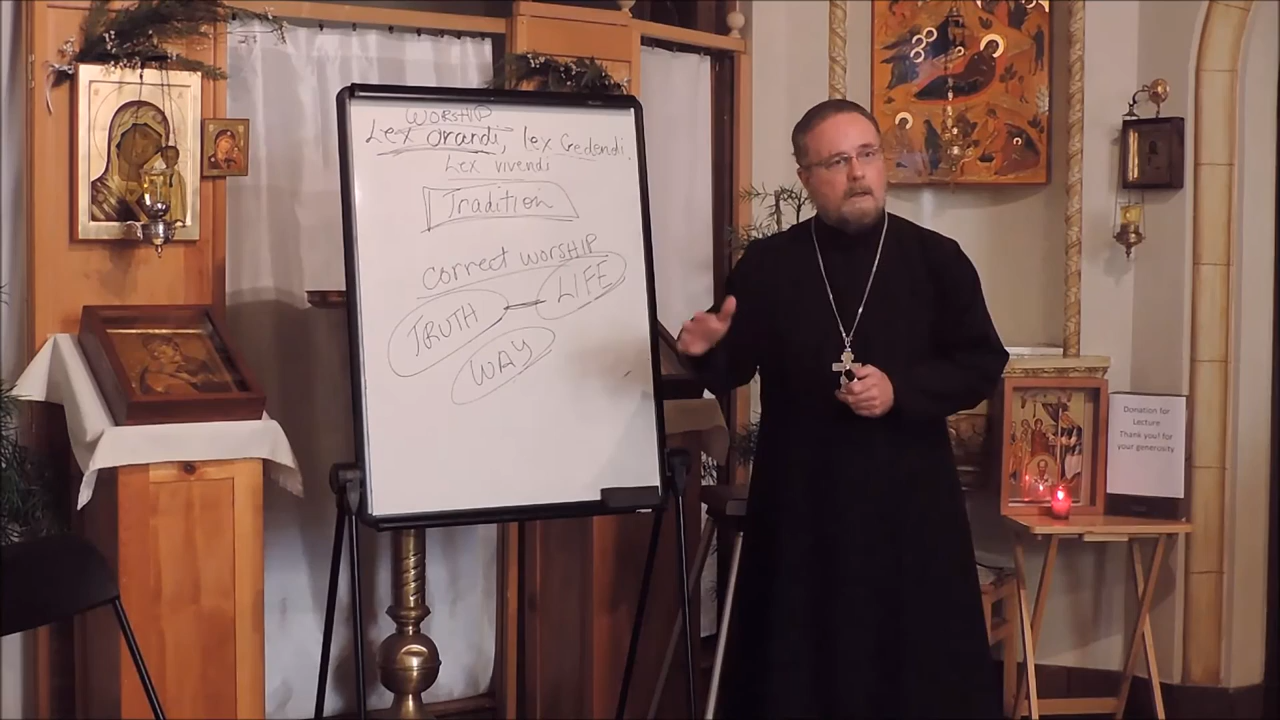 WORSHIP
Lex orandi, lex Credendi.
Lex vivendi
Tradition
correct WORSHIP
TRUTH — LIFE
WAY
Donation for
Lecture
Thank you! for
your generosity